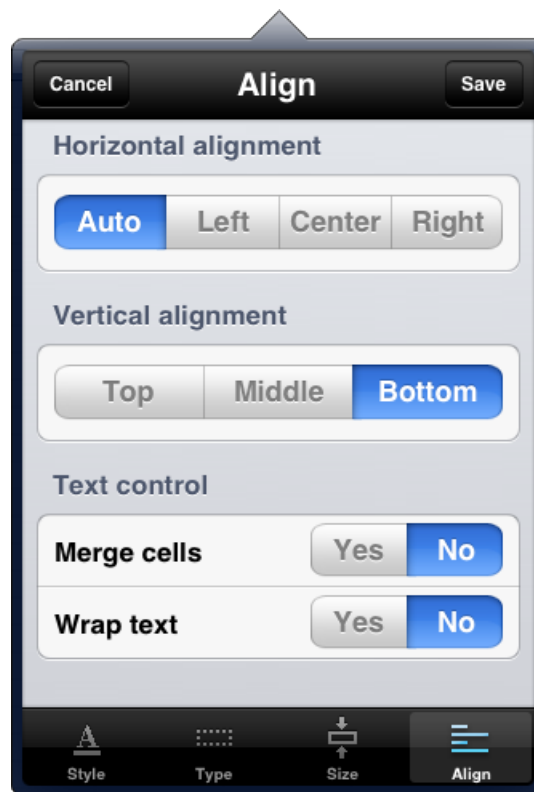 Cancel Align Save
Horizontal alignment
Auto Left Center Right
Vertical alignment
Top Middle Bottom
Text control
Merge cells Yes No
Wrap text Yes No
A
Style Type Size Align